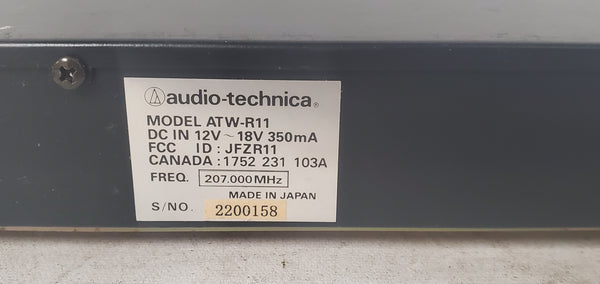 audio-technica®
MODEL ATW-R11
DC IN 12V ~ 18V 350mA
FCC ID : JFZR11
CANADA : 1752 231 103A
FREQ. 207.000MHz
MADE IN JAPAN
S/NO. 2200158